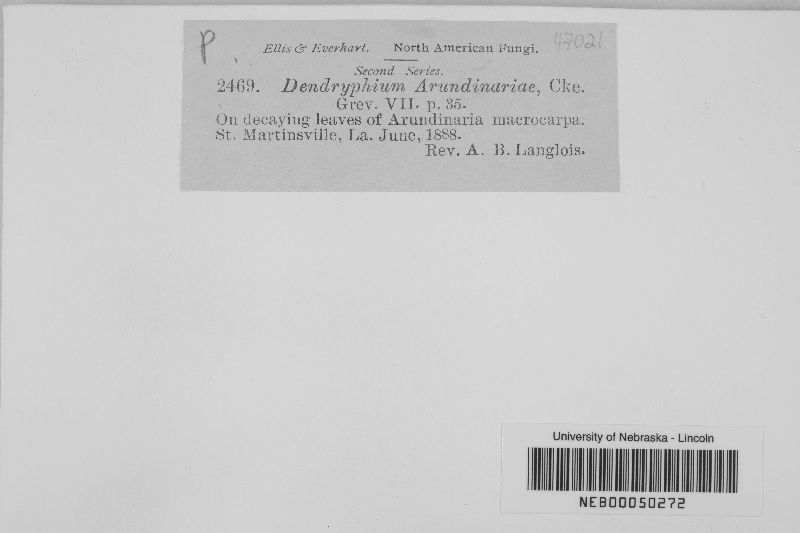 P
Ellis & Everhart. North American Fungi. 47021
Second Series.
2469. Dendryphium Arundinariae, Cke.
Grev. VII. p. 35.
On decaying leaves of Arundinaria macrocarpa.
St. Martinsville, La. June, 1888.
Rev. A. B. Langlois.
University of Nebraska - Lincoln
NEB00050272